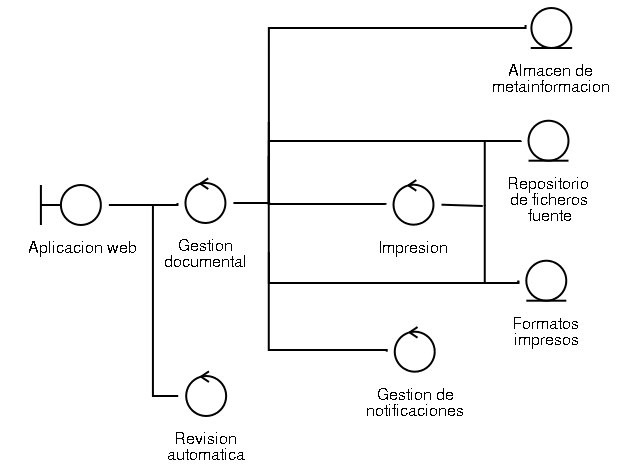 Almacen de
metainformacion
Repositorio
de ficheros
fuente
Aplicacion web
Gestion
documental
Impresion
Formatos
impresos
Gestion de
notificaciones
Revision
automatica